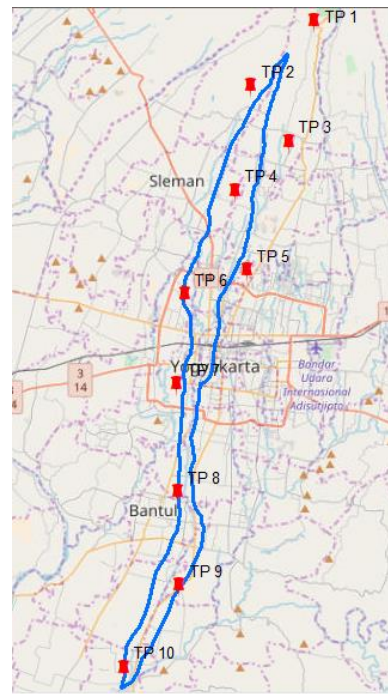 TP 1
TP 2
TP 3
Sleman
TP 4
TP 5
TP 6
3
14
Yogyakarta
TP 7
Bandar
Udara
Internasional
Adisutjipto
TP 8
Bantul
TP 9
TP 10